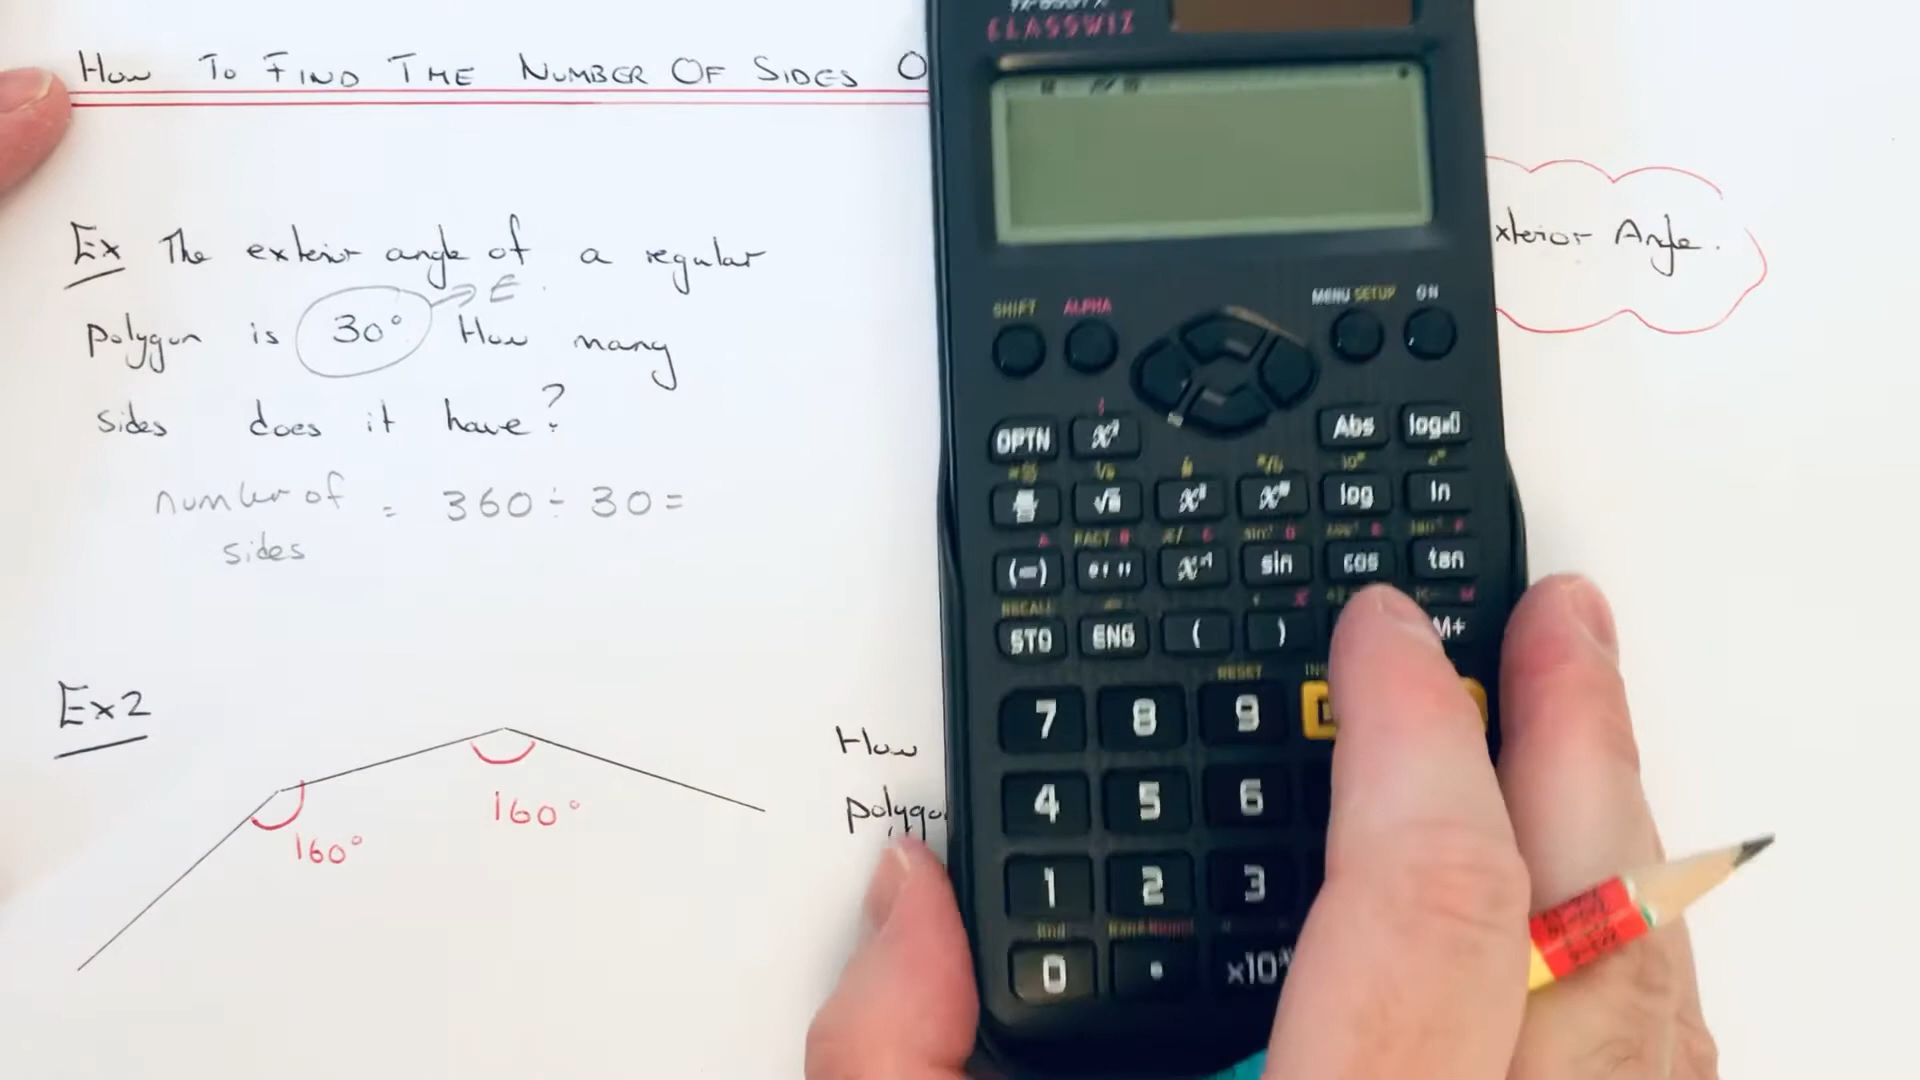 How To Find The Number Of Sides O
CLASSWIZ
Ex The exterior angle of a regular
E
polygon is 30° How many
sides does it have?
number of = 360 ÷ 30 =
sides
xterior Angle.
Ex2
160°
160°
How
polygo
SHIFT ALPHA MENU SETUP ON
OPTN Abs log
log ln
(-) sin cos tan
RECALL
STO ENG ( ) M+
RESET
7 8 9 D
4 5 6
1 2 3
0 . x10